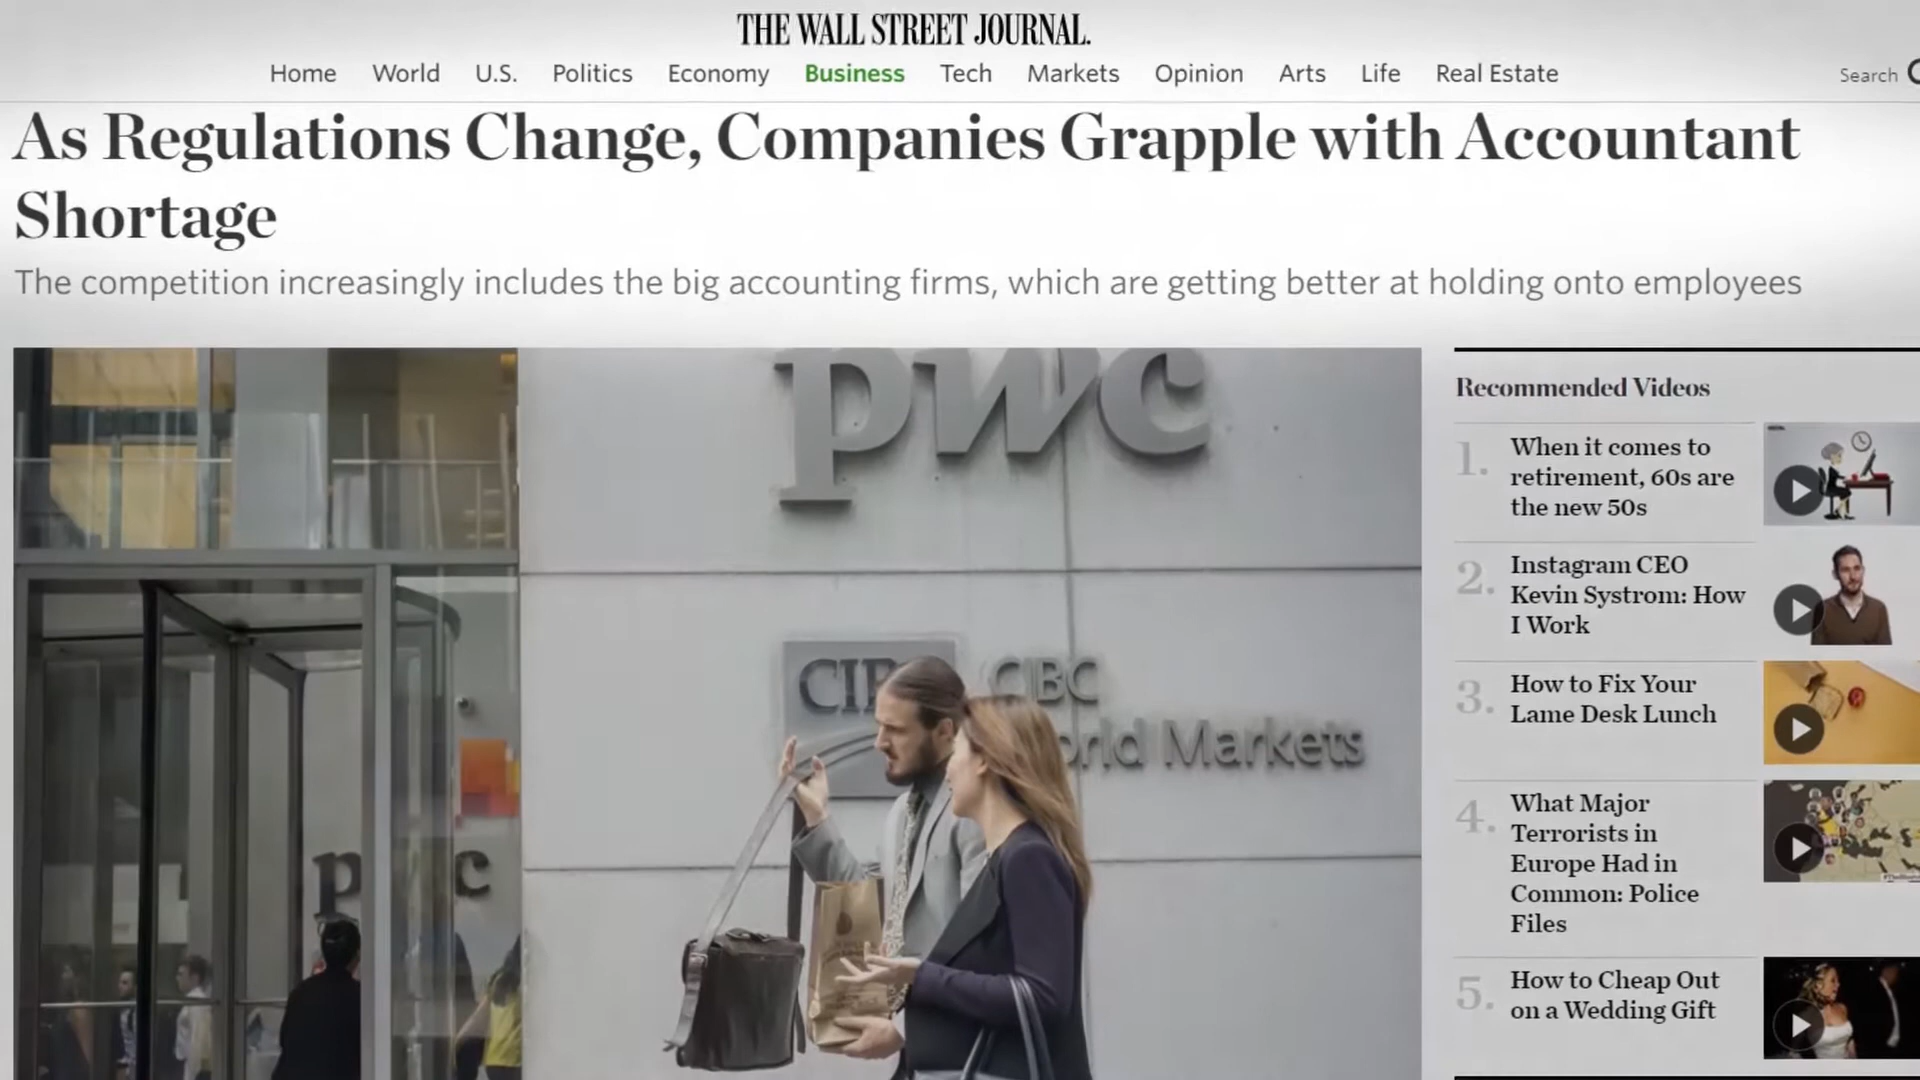 THE WALL STREET JOURNAL.
Home World U.S. Politics Economy Business Tech Markets Opinion Arts Life Real Estate Search
As Regulations Change, Companies Grapple with Accountant
Shortage
The competition increasingly includes the big accounting firms, which are getting better at holding onto employees
pwc
CIBC
World Markets
Recommended Videos
1. When it comes to
retirement, 60s are
the new 50s
2. Instagram CEO
Kevin Systrom: How
I Work
3. How to Fix Your
Lame Desk Lunch
4. What Major
Terrorists in
Europe Had in
Common: Police
Files
5. How to Cheap Out
on a Wedding Gift